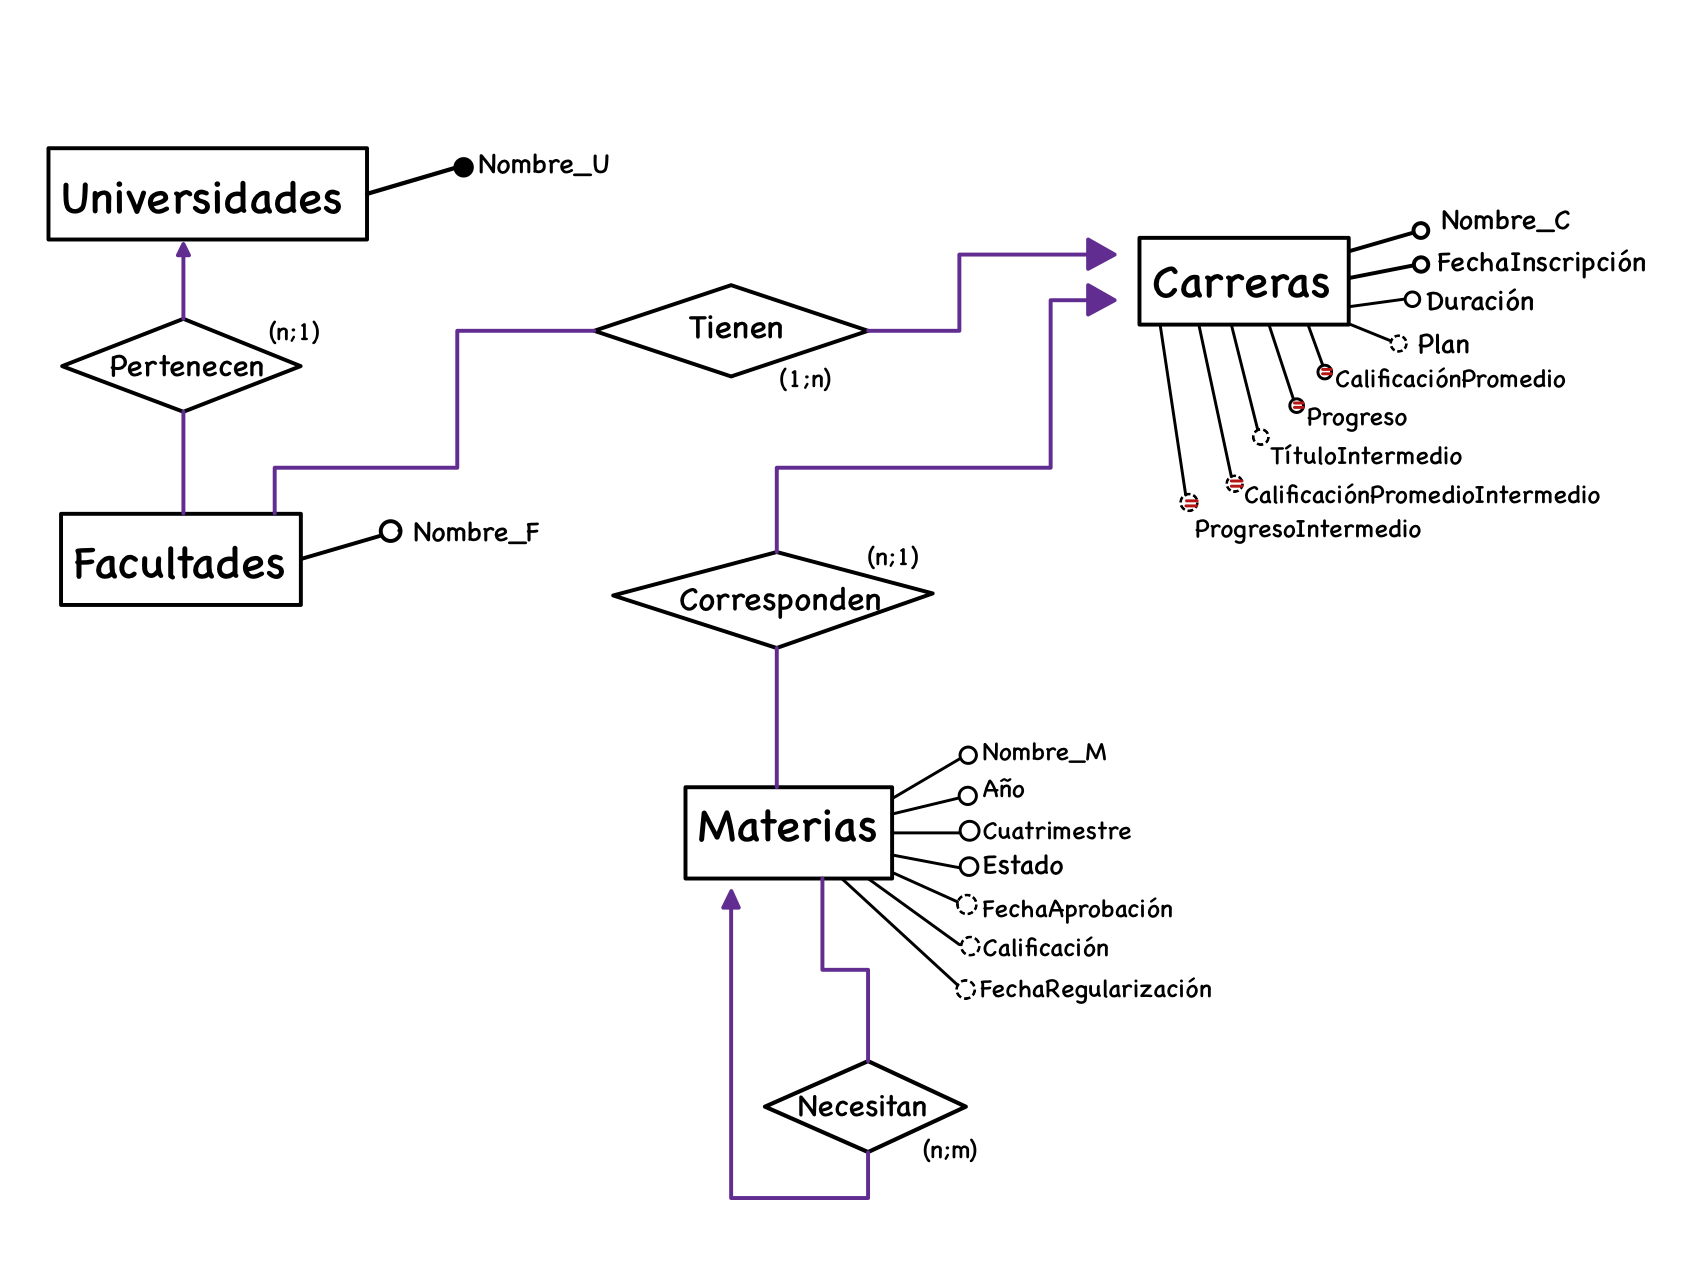 Universidades
Nombre_U
Pertenecen
(n;1)
Facultades
Nombre_F
Tienen
(1;n)
Carreras
Nombre_C
FechaInscripción
Duración
Plan
CalificaciónPromedio
Progreso
TítuloIntermedio
CalificaciónPromedioIntermedio
ProgresoIntermedio
Corresponden
(n;1)
Materias
Nombre_M
Año
Cuatrimestre
Estado
FechaAprobación
Calificación
FechaRegularización
Necesitan
(n;m)